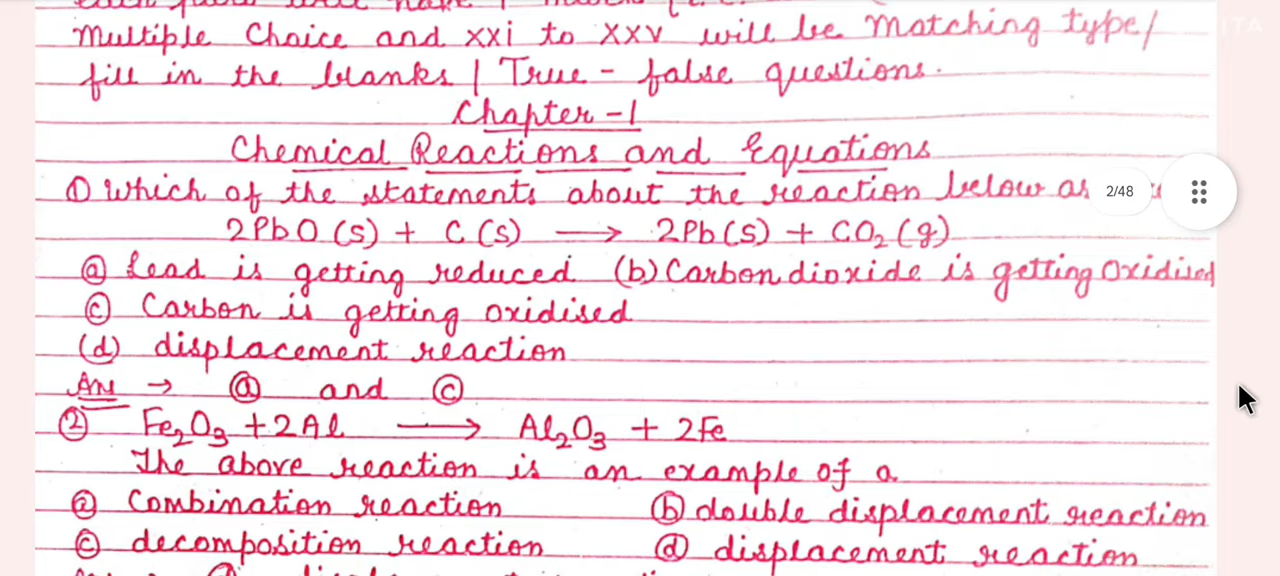 Multiple Choice and xxi to xxv will be Matching type/
fill in the blanks / True - false questions.
Chapter -1
Chemical Reactions and Equations
① Which of the statements about the reaction below as
2/48
2PbO (s) + C (s) ⟶ 2Pb(s) + CO₂ (g)
ⓐ Lead is getting reduced (b) Carbondioxide is getting oxidised
ⓒ Carbon is getting oxidised
(d) displacement reaction
Ans → ⓐ and ⓒ
② Fe₂O₃ + 2Al ⟶ Al₂O₃ + 2Fe
The above reaction is an example of a
ⓐ Combination reaction ⓑ double displacement reaction
ⓒ decomposition reaction ⓓ displacement reaction